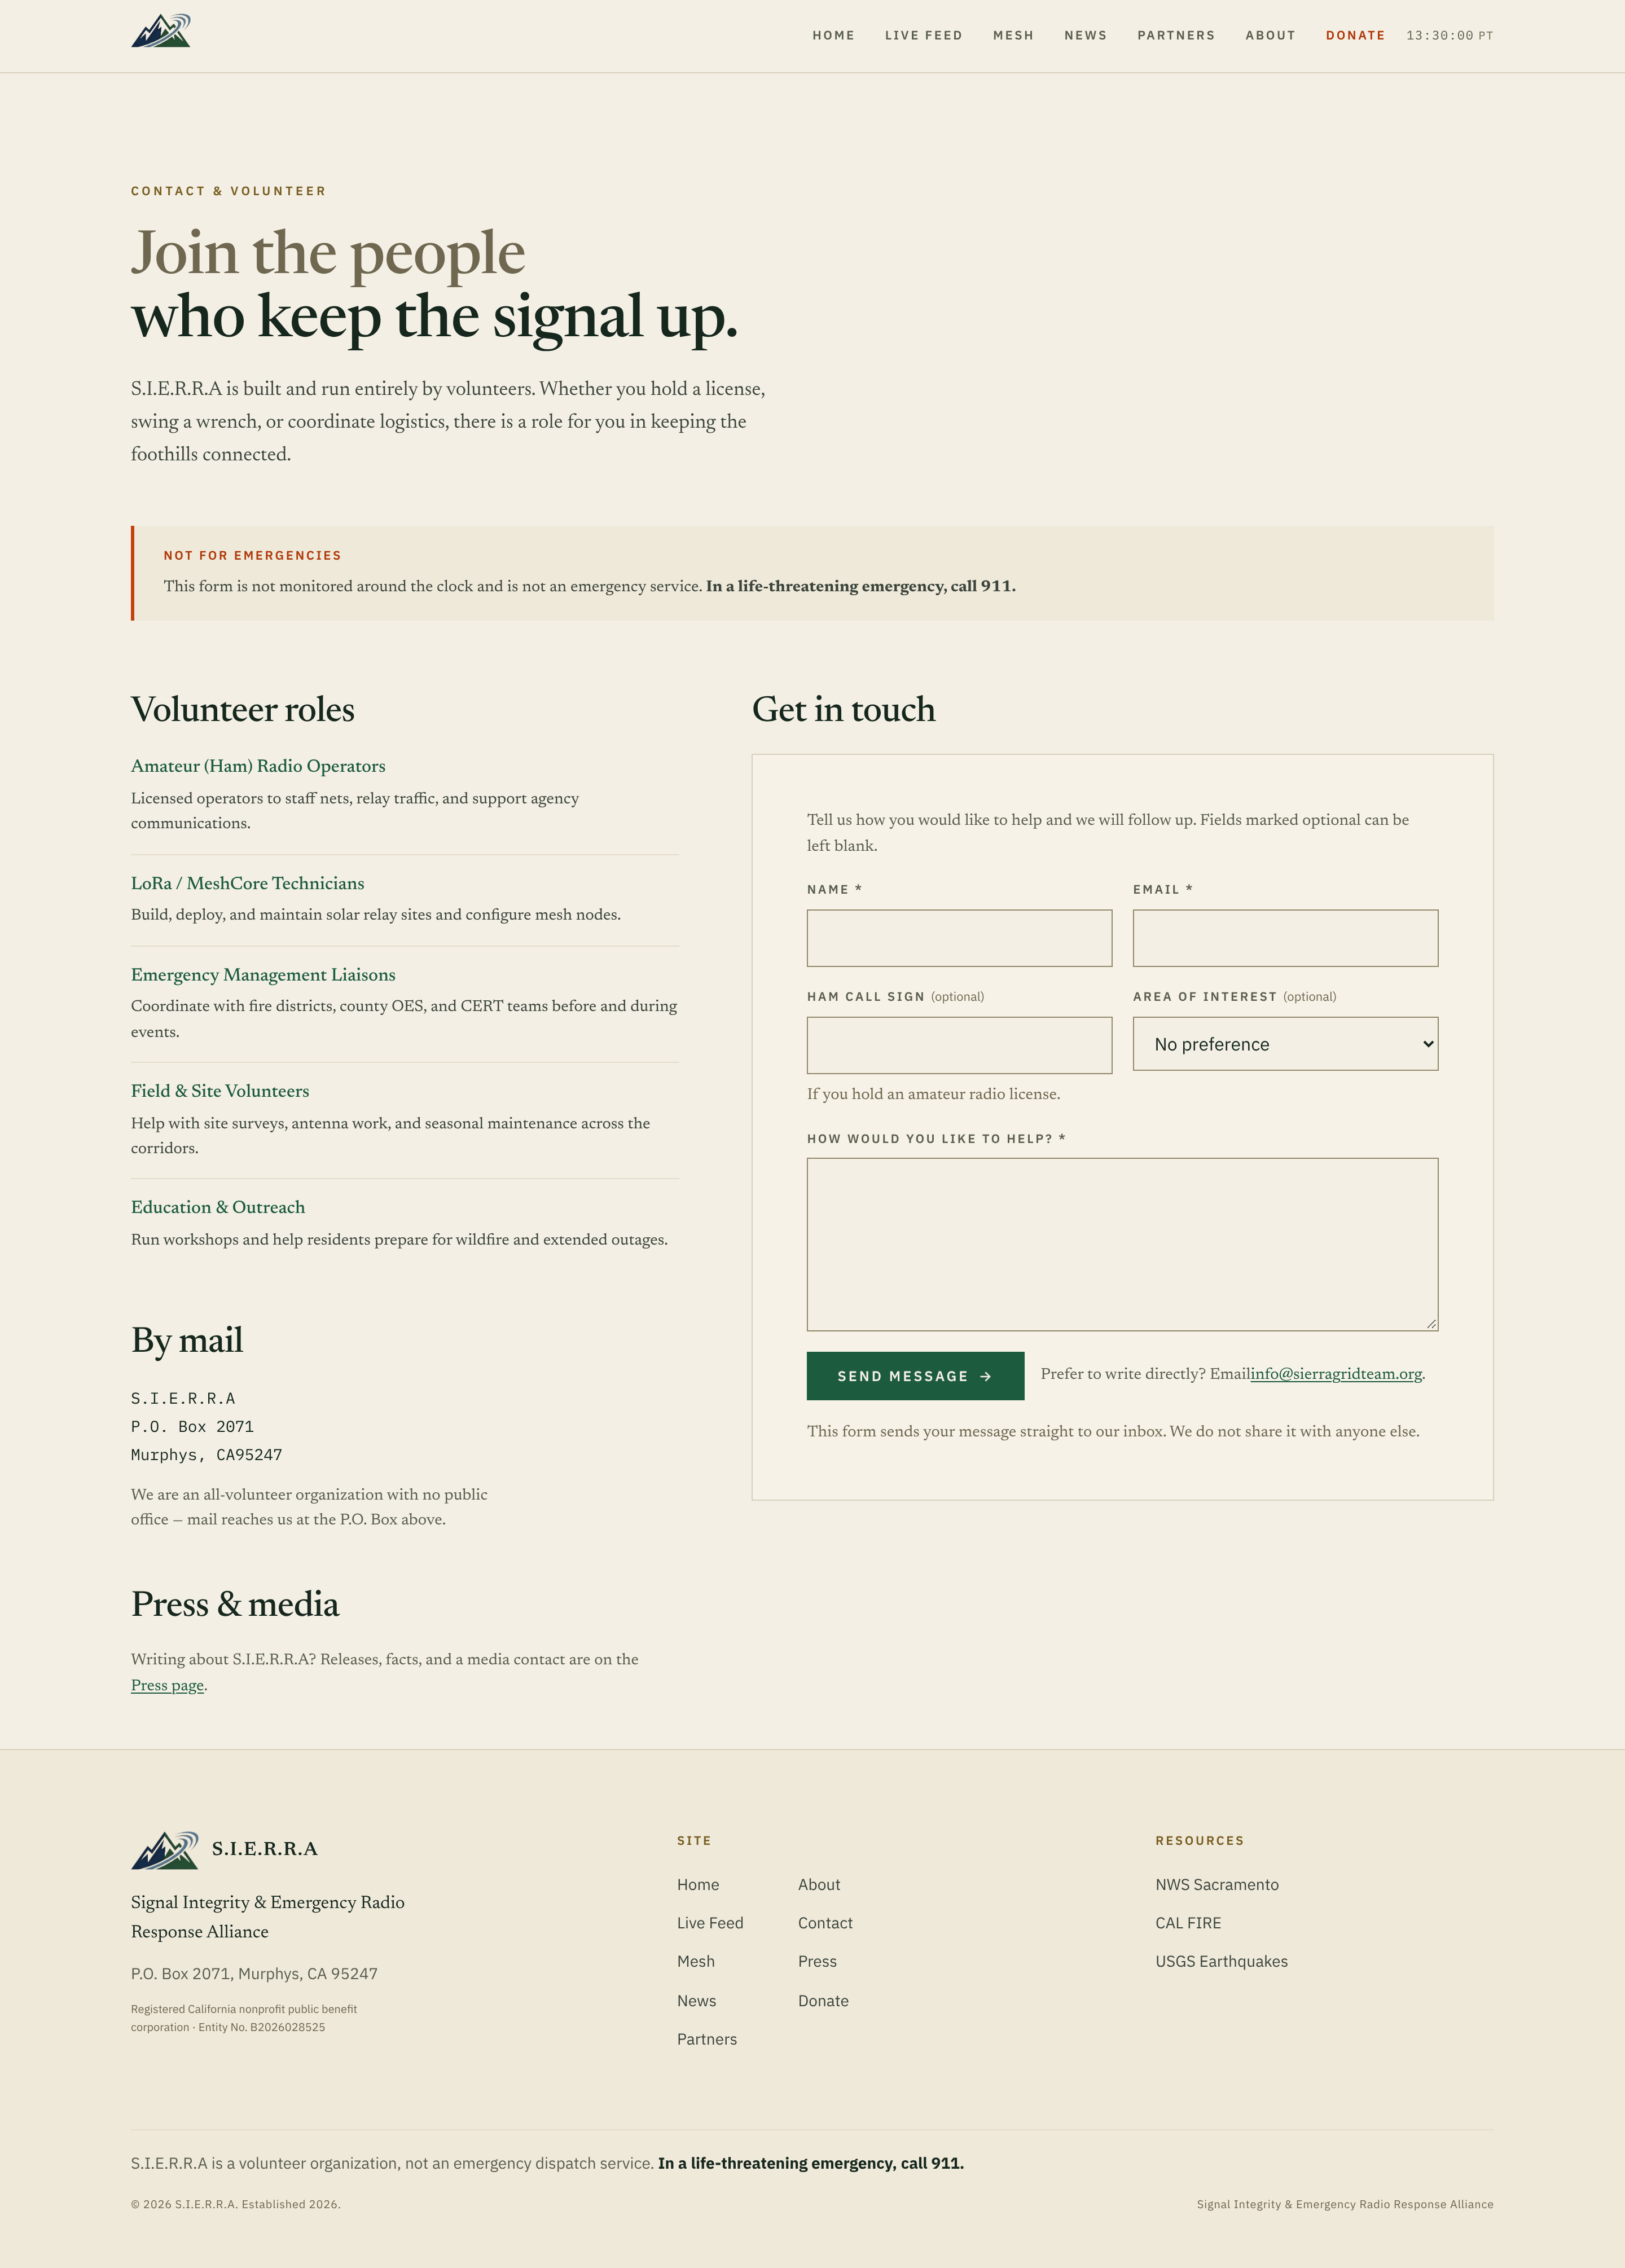 HOME LIVE FEED MESH NEWS PARTNERS ABOUT DONATE 13:30:00 PT
CONTACT & VOLUNTEER
Join the people
who keep the signal up.
S.I.E.R.R.A is built and run entirely by volunteers. Whether you hold a license,
swing a wrench, or coordinate logistics, there is a role for you in keeping the
foothills connected.
NOT FOR EMERGENCIES
This form is not monitored around the clock and is not an emergency service. In a life-threatening emergency, call 911.
Volunteer roles
Amateur (Ham) Radio Operators
Licensed operators to staff nets, relay traffic, and support agency
communications.
LoRa / MeshCore Technicians
Build, deploy, and maintain solar relay sites and configure mesh nodes.
Emergency Management Liaisons
Coordinate with fire districts, county OES, and CERT teams before and during
events.
Field & Site Volunteers
Help with site surveys, antenna work, and seasonal maintenance across the
corridors.
Education & Outreach
Run workshops and help residents prepare for wildfire and extended outages.
By mail
S.I.E.R.R.A
P.O. Box 2071
Murphys, CA95247
We are an all-volunteer organization with no public
office — mail reaches us at the P.O. Box above.
Press & media
Writing about S.I.E.R.R.A? Releases, facts, and a media contact are on the
Press page.
Get in touch
Tell us how you would like to help and we will follow up. Fields marked optional can be
left blank.
NAME *
EMAIL *
HAM CALL SIGN (optional)
AREA OF INTEREST (optional)
No preference
If you hold an amateur radio license.
HOW WOULD YOU LIKE TO HELP? *
SEND MESSAGE →
Prefer to write directly? Emailinfo@sierragridteam.org.
This form sends your message straight to our inbox. We do not share it with anyone else.
S.I.E.R.R.A
Signal Integrity & Emergency Radio
Response Alliance
P.O. Box 2071, Murphys, CA 95247
Registered California nonprofit public benefit
corporation · Entity No. B2026028525
SITE
Home
Live Feed
Mesh
News
Partners
About
Contact
Press
Donate
RESOURCES
NWS Sacramento
CAL FIRE
USGS Earthquakes
S.I.E.R.R.A is a volunteer organization, not an emergency dispatch service. In a life-threatening emergency, call 911.
© 2026 S.I.E.R.R.A. Established 2026.
Signal Integrity & Emergency Radio Response Alliance